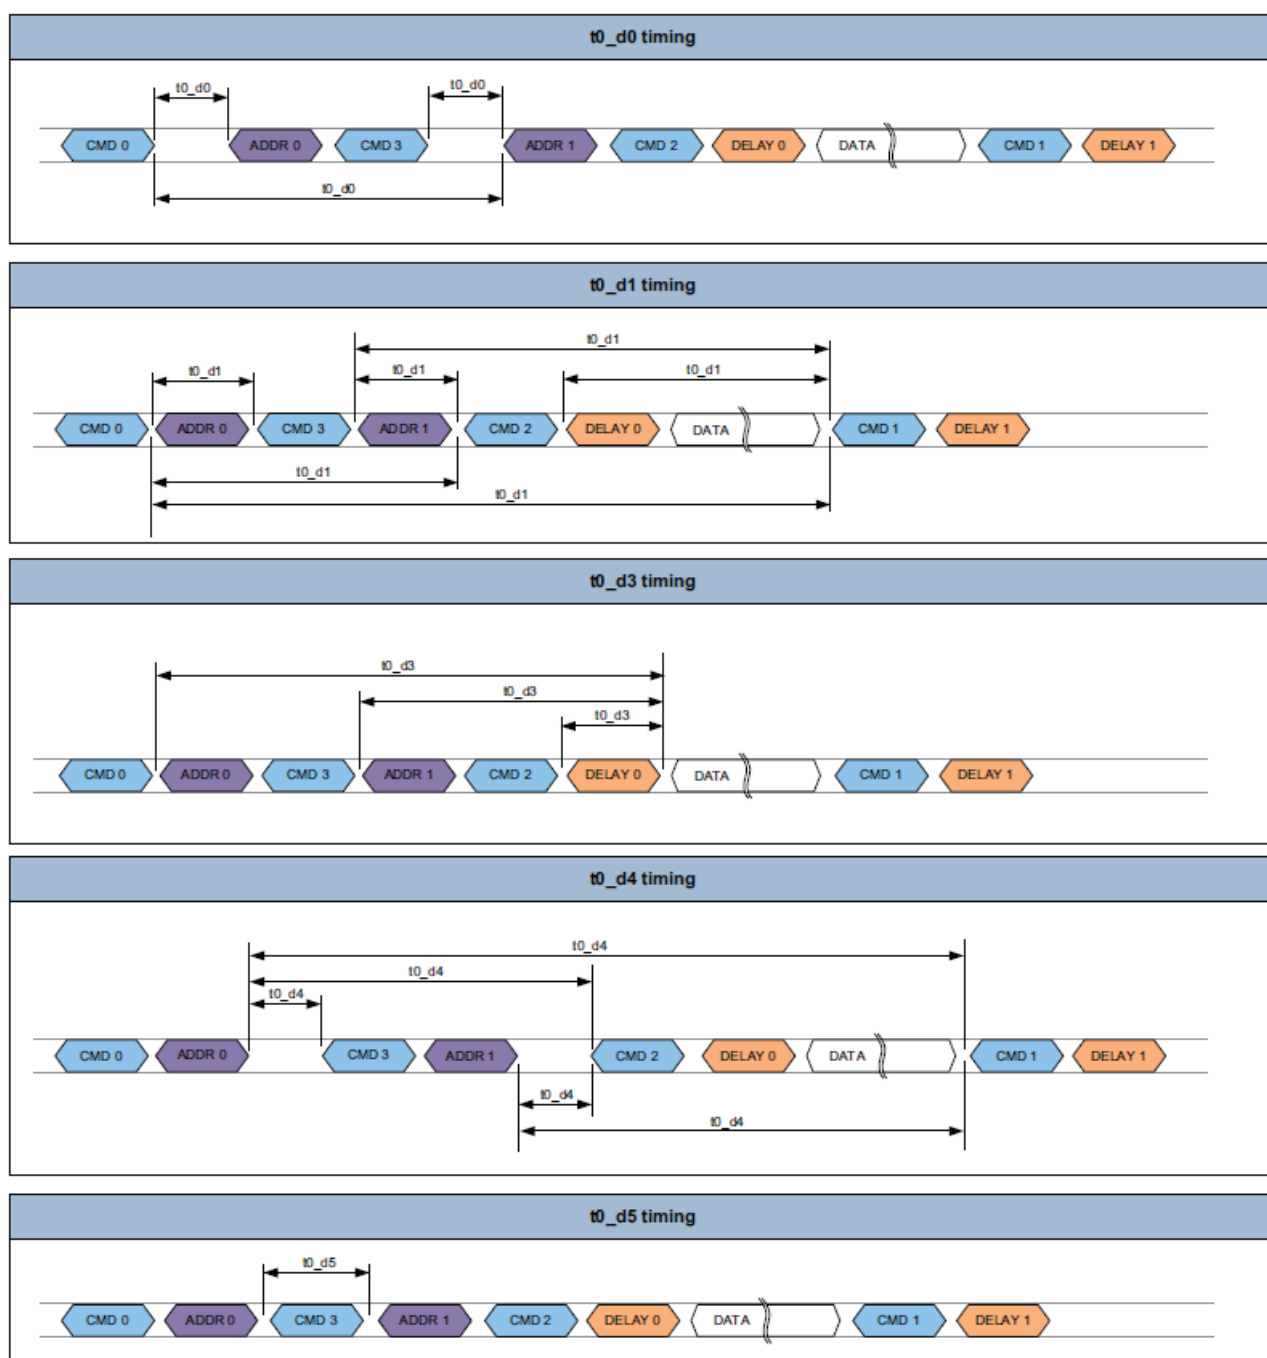 t0_d0 timing
t0_d0 t0_d0
CMD 0 ADDR 0 CMD 3 ADDR 1 CMD 2 DELAY 0 DATA CMD 1 DELAY 1
t0_d0
t0_d1 timing
t0_d1
t0_d1 t0_d1 t0_d1
CMD 0 ADDR 0 CMD 3 ADDR 1 CMD 2 DELAY 0 DATA CMD 1 DELAY 1
t0_d1
t0_d1
t0_d3 timing
t0_d3
t0_d3
t0_d3
CMD 0 ADDR 0 CMD 3 ADDR 1 CMD 2 DELAY 0 DATA CMD 1 DELAY 1
t0_d4 timing
t0_d4
t0_d4
t0_d4
CMD 0 ADDR 0 CMD 3 ADDR 1 CMD 2 DELAY 0 DATA CMD 1 DELAY 1
t0_d4
t0_d4
t0_d5 timing
t0_d5
CMD 0 ADDR 0 CMD 3 ADDR 1 CMD 2 DELAY 0 DATA CMD 1 DELAY 1